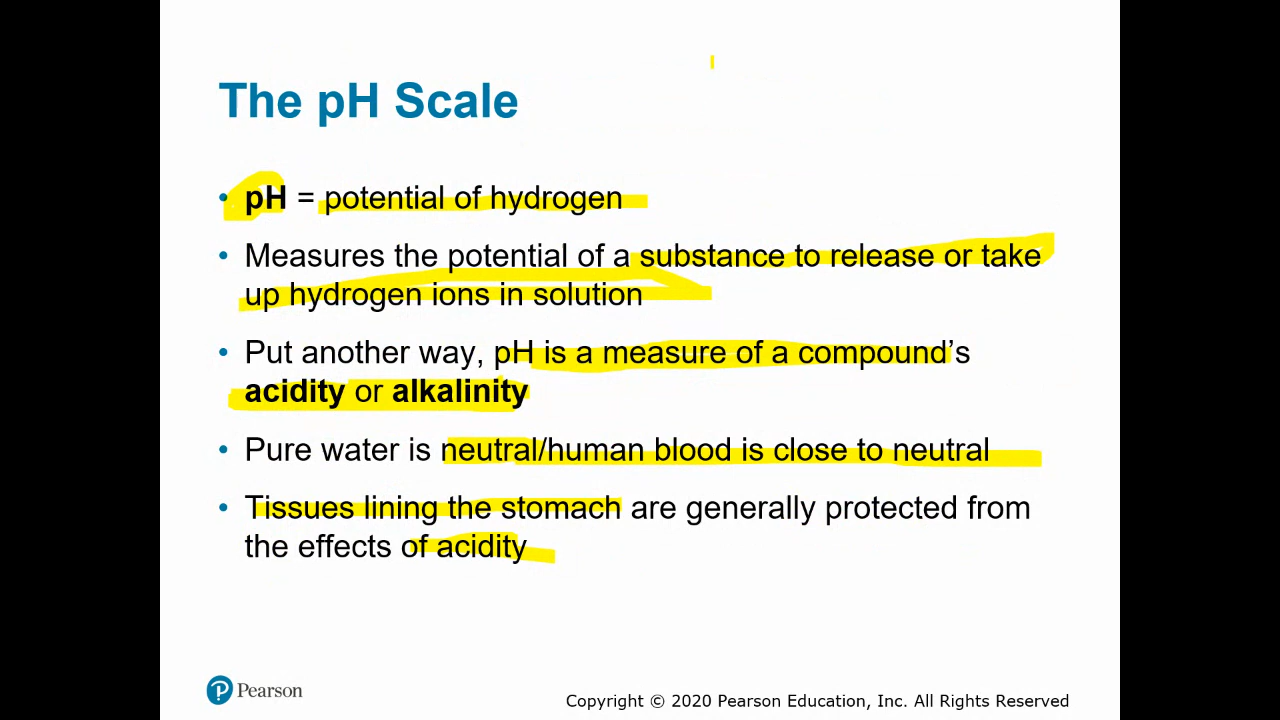 The pH Scale
• pH = potential of hydrogen
• Measures the potential of a substance to release or take
up hydrogen ions in solution
• Put another way, pH is a measure of a compound’s
acidity or alkalinity
• Pure water is neutral/human blood is close to neutral
• Tissues lining the stomach are generally protected from
the effects of acidity
Pearson
Copyright © 2020 Pearson Education, Inc. All Rights Reserved